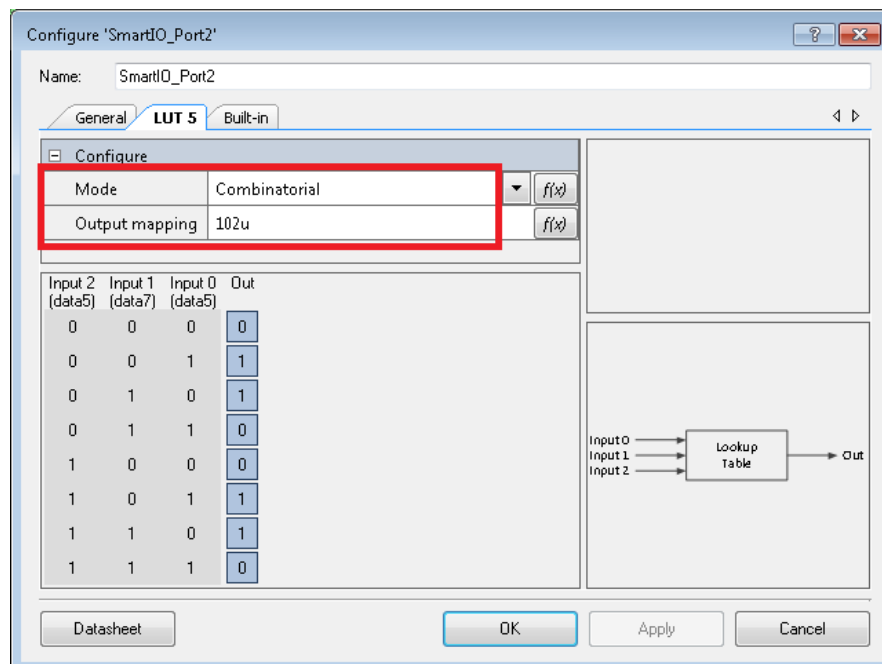 Configure 'SmartIO_Port2'
Name: SmartIO_Port2
General LUT 5 Built-in
Configure
Mode Combinatorial f(x)
Output mapping 102u f(x)
Input 2 Input 1 Input 0 Out
(data5) (data7) (data5)
0 0 0 0
0 0 1 1
0 1 0 1
0 1 1 0
1 0 0 0
1 0 1 1
1 1 0 1
1 1 1 0
Input 0
Input 1
Input 2
Lookup
Table
Out
Datasheet OK Apply Cancel